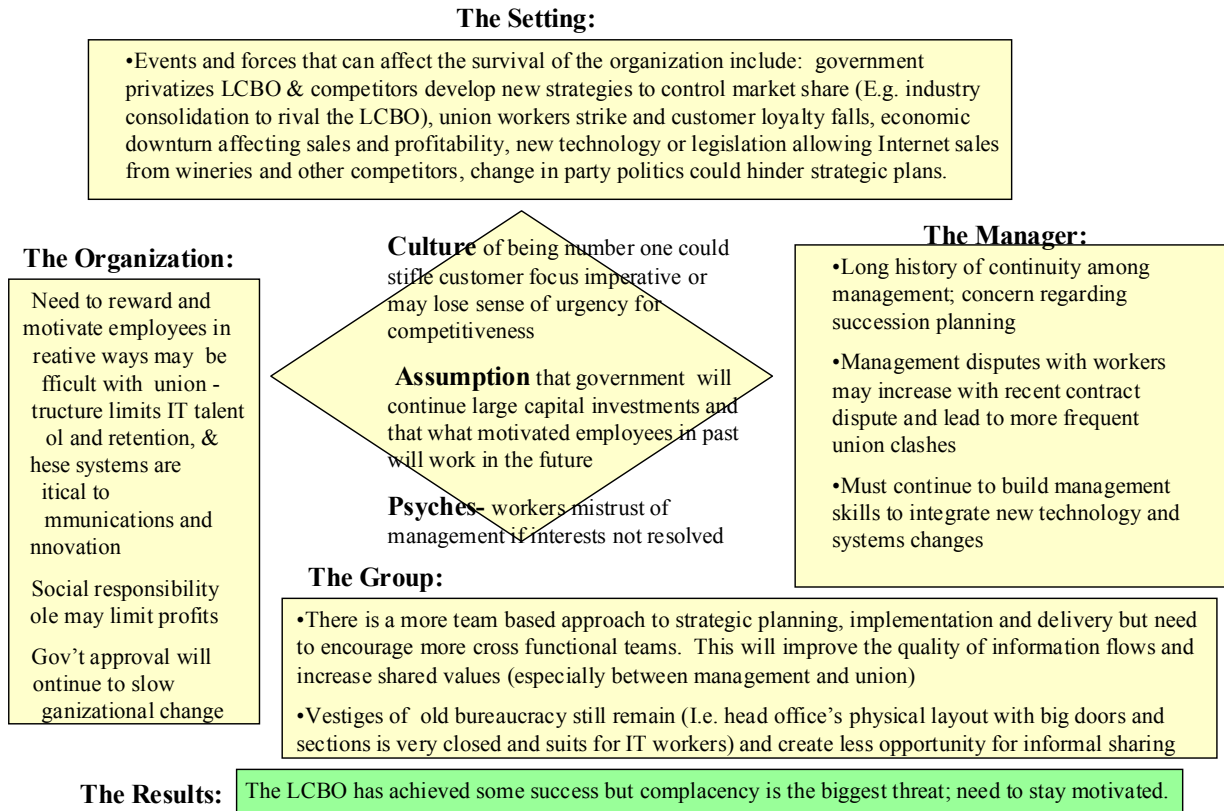 The Setting:
•Events and forces that can affect the survival of the organization include:  government
privatizes LCBO & competitors develop new strategies to control market share (E.g. industry
consolidation to rival the LCBO), union workers strike and customer loyalty falls, economic
downturn affecting sales and profitability, new technology or legislation allowing Internet sales
from wineries and other competitors, change in party politics could hinder strategic plans.
The Organization:
Need to reward and
motivate employees in
reative ways may  be
fficult with  union -
tructure limits IT talent
ol and retention, &
hese systems are
itical to
mmunications and
nnovation
Social responsibility
ole may limit profits
Gov't approval will
ontinue to slow
ganizational change
Culture of being number one could
stifle customer focus imperative or
may lose sense of urgency for
competitiveness
Assumption that government  will
continue large capital investments and
that what motivated employees in past
will work in the future
Psyches- workers mistrust of
management if interests not resolved
The Manager:
•Long history of continuity among
management; concern regarding
succession planning
•Management disputes with workers
may increase with recent contract
dispute and lead to more frequent
union clashes
•Must continue to build management
skills to integrate new technology and
systems changes
The Group:
•There is a more team based approach to strategic planning, implementation and delivery but need
to encourage more cross functional teams.  This will improve the quality of information flows and
increase shared values (especially between management and union)
•Vestiges of  old bureaucracy still remain (I.e. head office's physical layout with big doors and
sections is very closed and suits for IT workers) and create less opportunity for informal sharing
The Results:
The LCBO has achieved some success but complacency is the biggest threat; need to stay motivated.